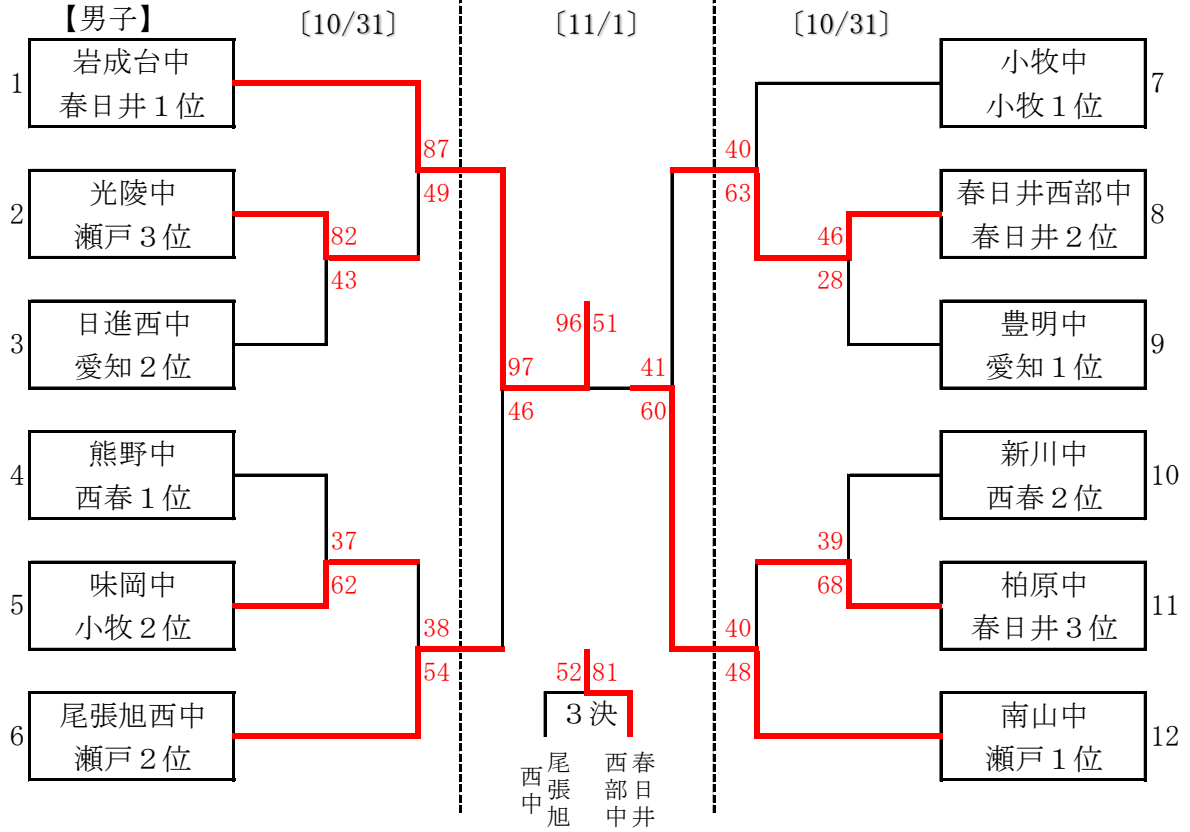 【男子】
〔10/31〕
〔11/1〕
〔10/31〕
1
岩成台中
春日井１位
2
光陵中
瀬戸３位
3
日進西中
愛知２位
4
熊野中
西春１位
5
味岡中
小牧２位
6
尾張旭西中
瀬戸２位
87
49
82
43
37
62
38
54
97
46
96 51
41
60
52 81
３決
尾張旭
西中
春日井
西部中
40
63
46
28
39
68
40
48
小牧中
小牧１位
7
春日井西部中
春日井２位
8
豊明中
愛知１位
9
新川中
西春２位
10
柏原中
春日井３位
11
南山中
瀬戸１位
12